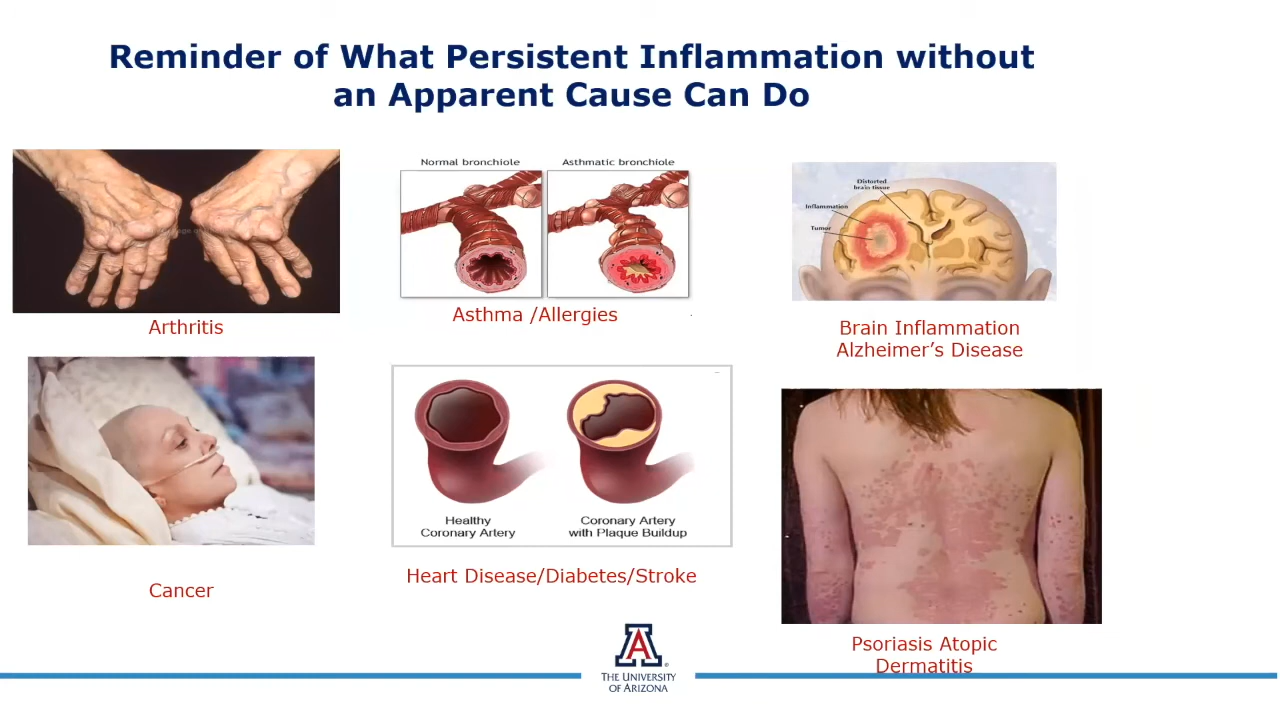 Reminder of What Persistent Inflammation without
an Apparent Cause Can Do
Arthritis
Normal bronchiole
Asthmatic bronchiole
Asthma /Allergies
Distorted
brain tissue
Inflammation
Tumor
Brain Inflammation
Alzheimer’s Disease
Cancer
Healthy
Coronary Artery
Coronary Artery
with Plaque Buildup
Heart Disease/Diabetes/Stroke
Psoriasis Atopic
Dermatitis
A
THE UNIVERSITY
OF ARIZONA